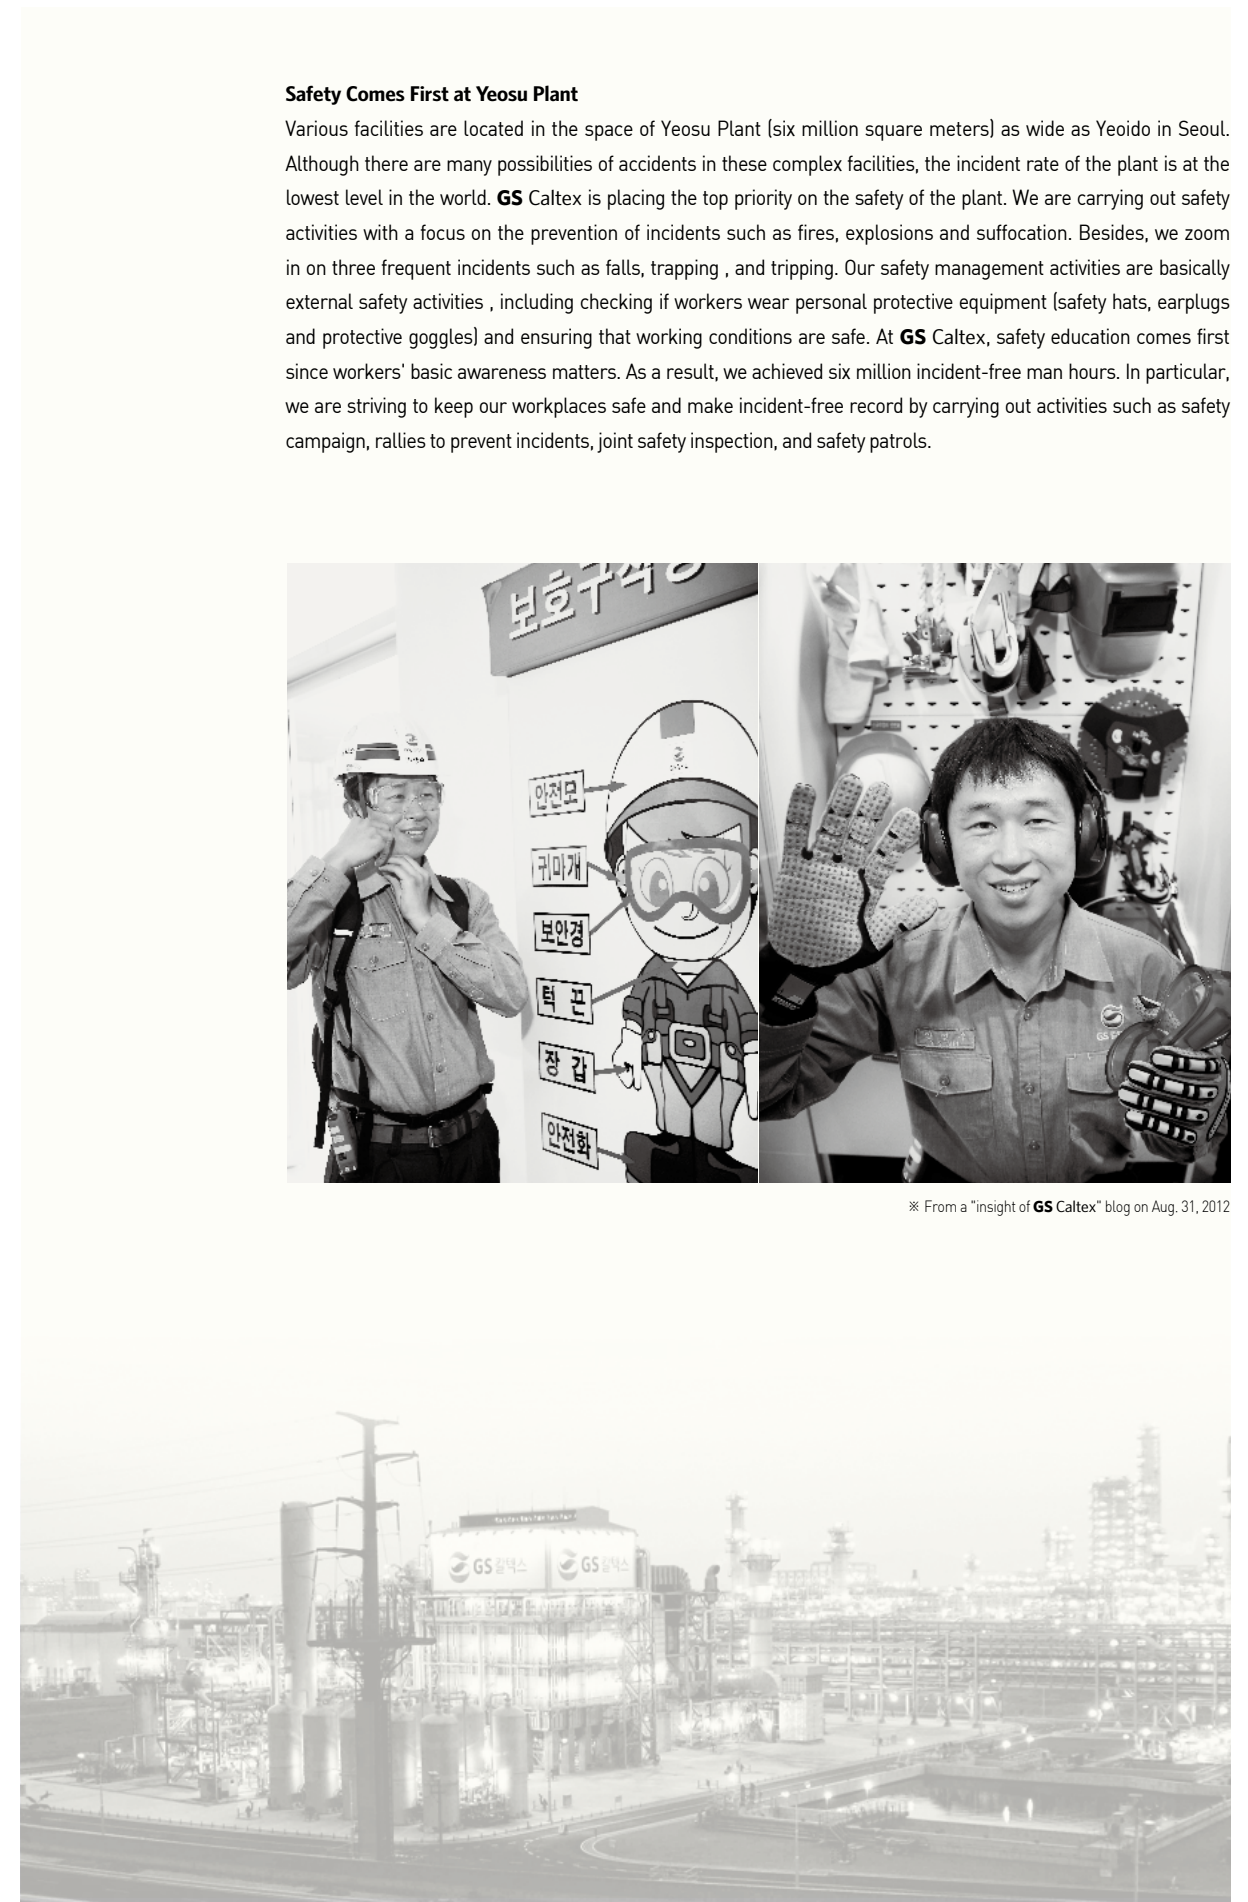 Safety Comes First at Yeosu Plant
Various facilities are located in the space of Yeosu Plant (six million square meters) as wide as Yeoido in Seoul.
Although there are many possibilities of accidents in these complex facilities, the incident rate of the plant is at the
lowest level in the world. GS Caltex is placing the top priority on the safety of the plant. We are carrying out safety
activities with a focus on the prevention of incidents such as fires, explosions and suffocation. Besides, we zoom
in on three frequent incidents such as falls, trapping , and tripping. Our safety management activities are basically
external safety activities , including checking if workers wear personal protective equipment (safety hats, earplugs
and protective goggles) and ensuring that working conditions are safe. At GS Caltex, safety education comes first
since workers' basic awareness matters. As a result, we achieved six million incident-free man hours. In particular,
we are striving to keep our workplaces safe and make incident-free record by carrying out activities such as safety
campaign, rallies to prevent incidents, joint safety inspection, and safety patrols.
보호구착용
안전모
귀마개
보안경
턱 끈
장 갑
안전화
GS
※ From a "insight of GS Caltex" blog on Aug. 31, 2012
GS 칼텍스 GS 칼텍스